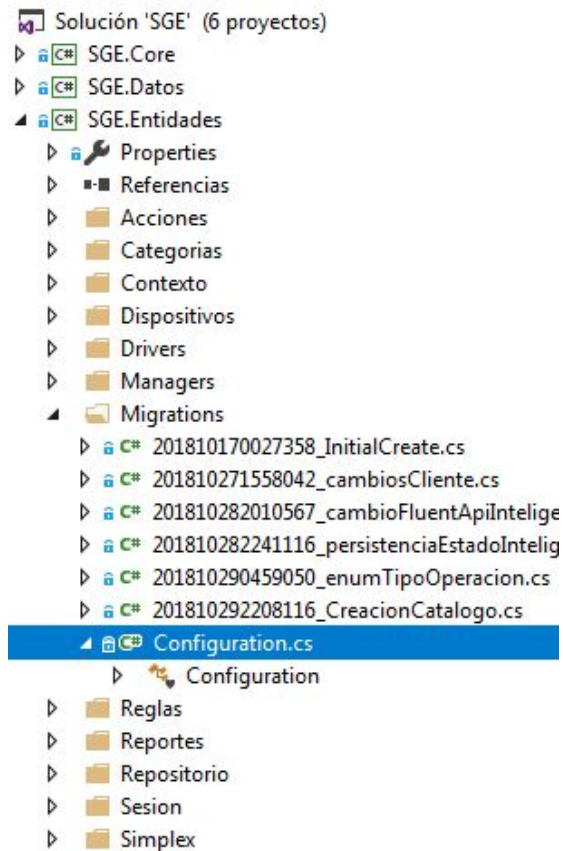 Solución 'SGE' (6 proyectos)
C# SGE.Core
C# SGE.Datos
C# SGE.Entidades
Properties
Referencias
Acciones
Categorias
Contexto
Dispositivos
Drivers
Managers
Migrations
C# 201810170027358_InitialCreate.cs
C# 201810271558042_cambiosCliente.cs
C# 201810282010567_cambioFluentApiIntelige
C# 201810282241116_persistenciaEstadoIntelig
C# 201810290459050_enumTipoOperacion.cs
C# 201810292208116_CreacionCatalogo.cs
C# Configuration.cs
Configuration
Reglas
Reportes
Repositorio
Sesion
Simplex